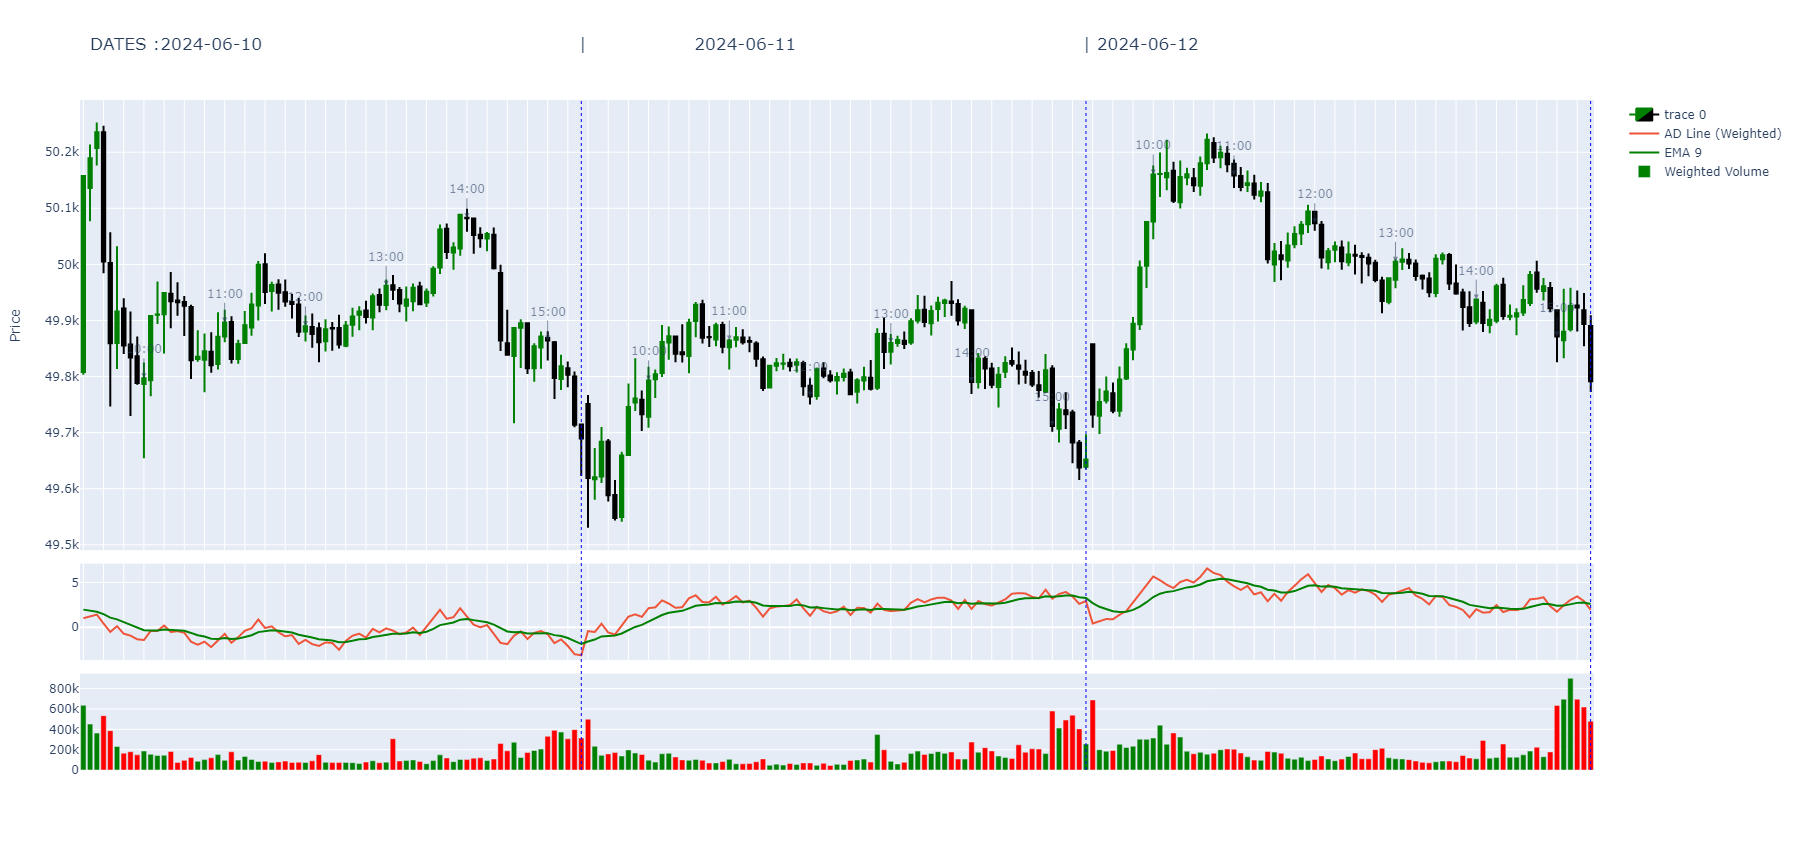 DATES :2024-06-10 | 2024-06-11 | 2024-06-12
Price
50.2k
50.1k
50k
49.9k
49.8k
49.7k
49.6k
49.5k
11:00
12:00
13:00
14:00
15:00
10:00
11:00
13:00
14:00
15:00
10:00
11:00
12:00
13:00
14:00
5
0
800k
600k
400k
200k
0
trace 0
AD Line (Weighted)
EMA 9
Weighted Volume